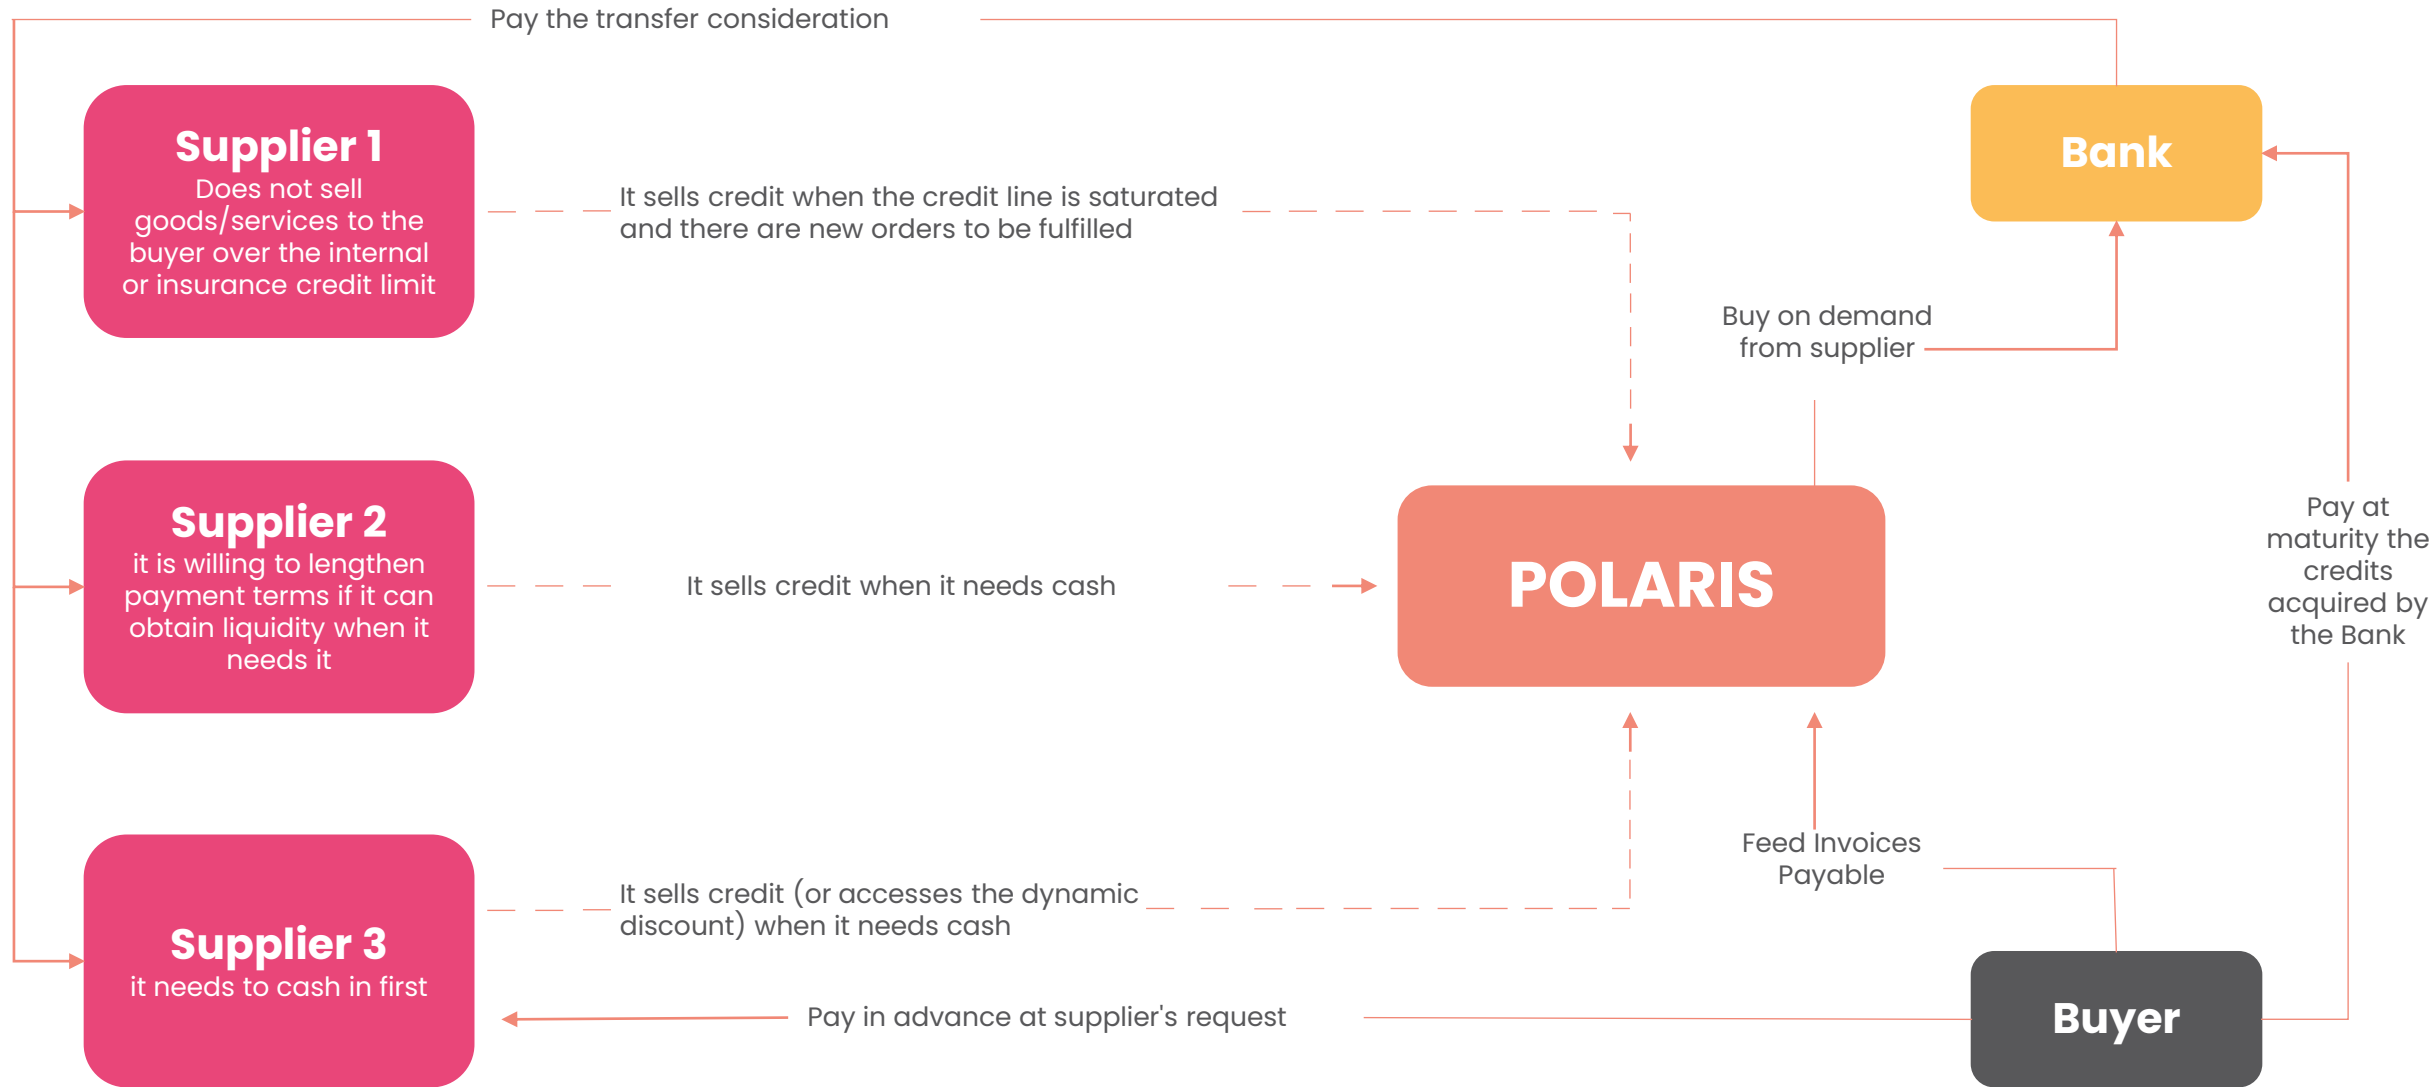 Pay the transfer consideration
Supplier 1
Does not sell
goods/services to the
buyer over the internal
or insurance credit limit
It sells credit when the credit line is saturated
and there are new orders to be fulfilled
Bank
Buy on demand
from supplier
Supplier 2
it is willing to lengthen
payment terms if it can
obtain liquidity when it
needs it
It sells credit when it needs cash
POLARIS
Pay at
maturity the
credits
acquired by
the Bank
Feed Invoices
Payable
Supplier 3
it needs to cash in first
It sells credit (or accesses the dynamic
discount) when it needs cash
Pay in advance at supplier's request
Buyer